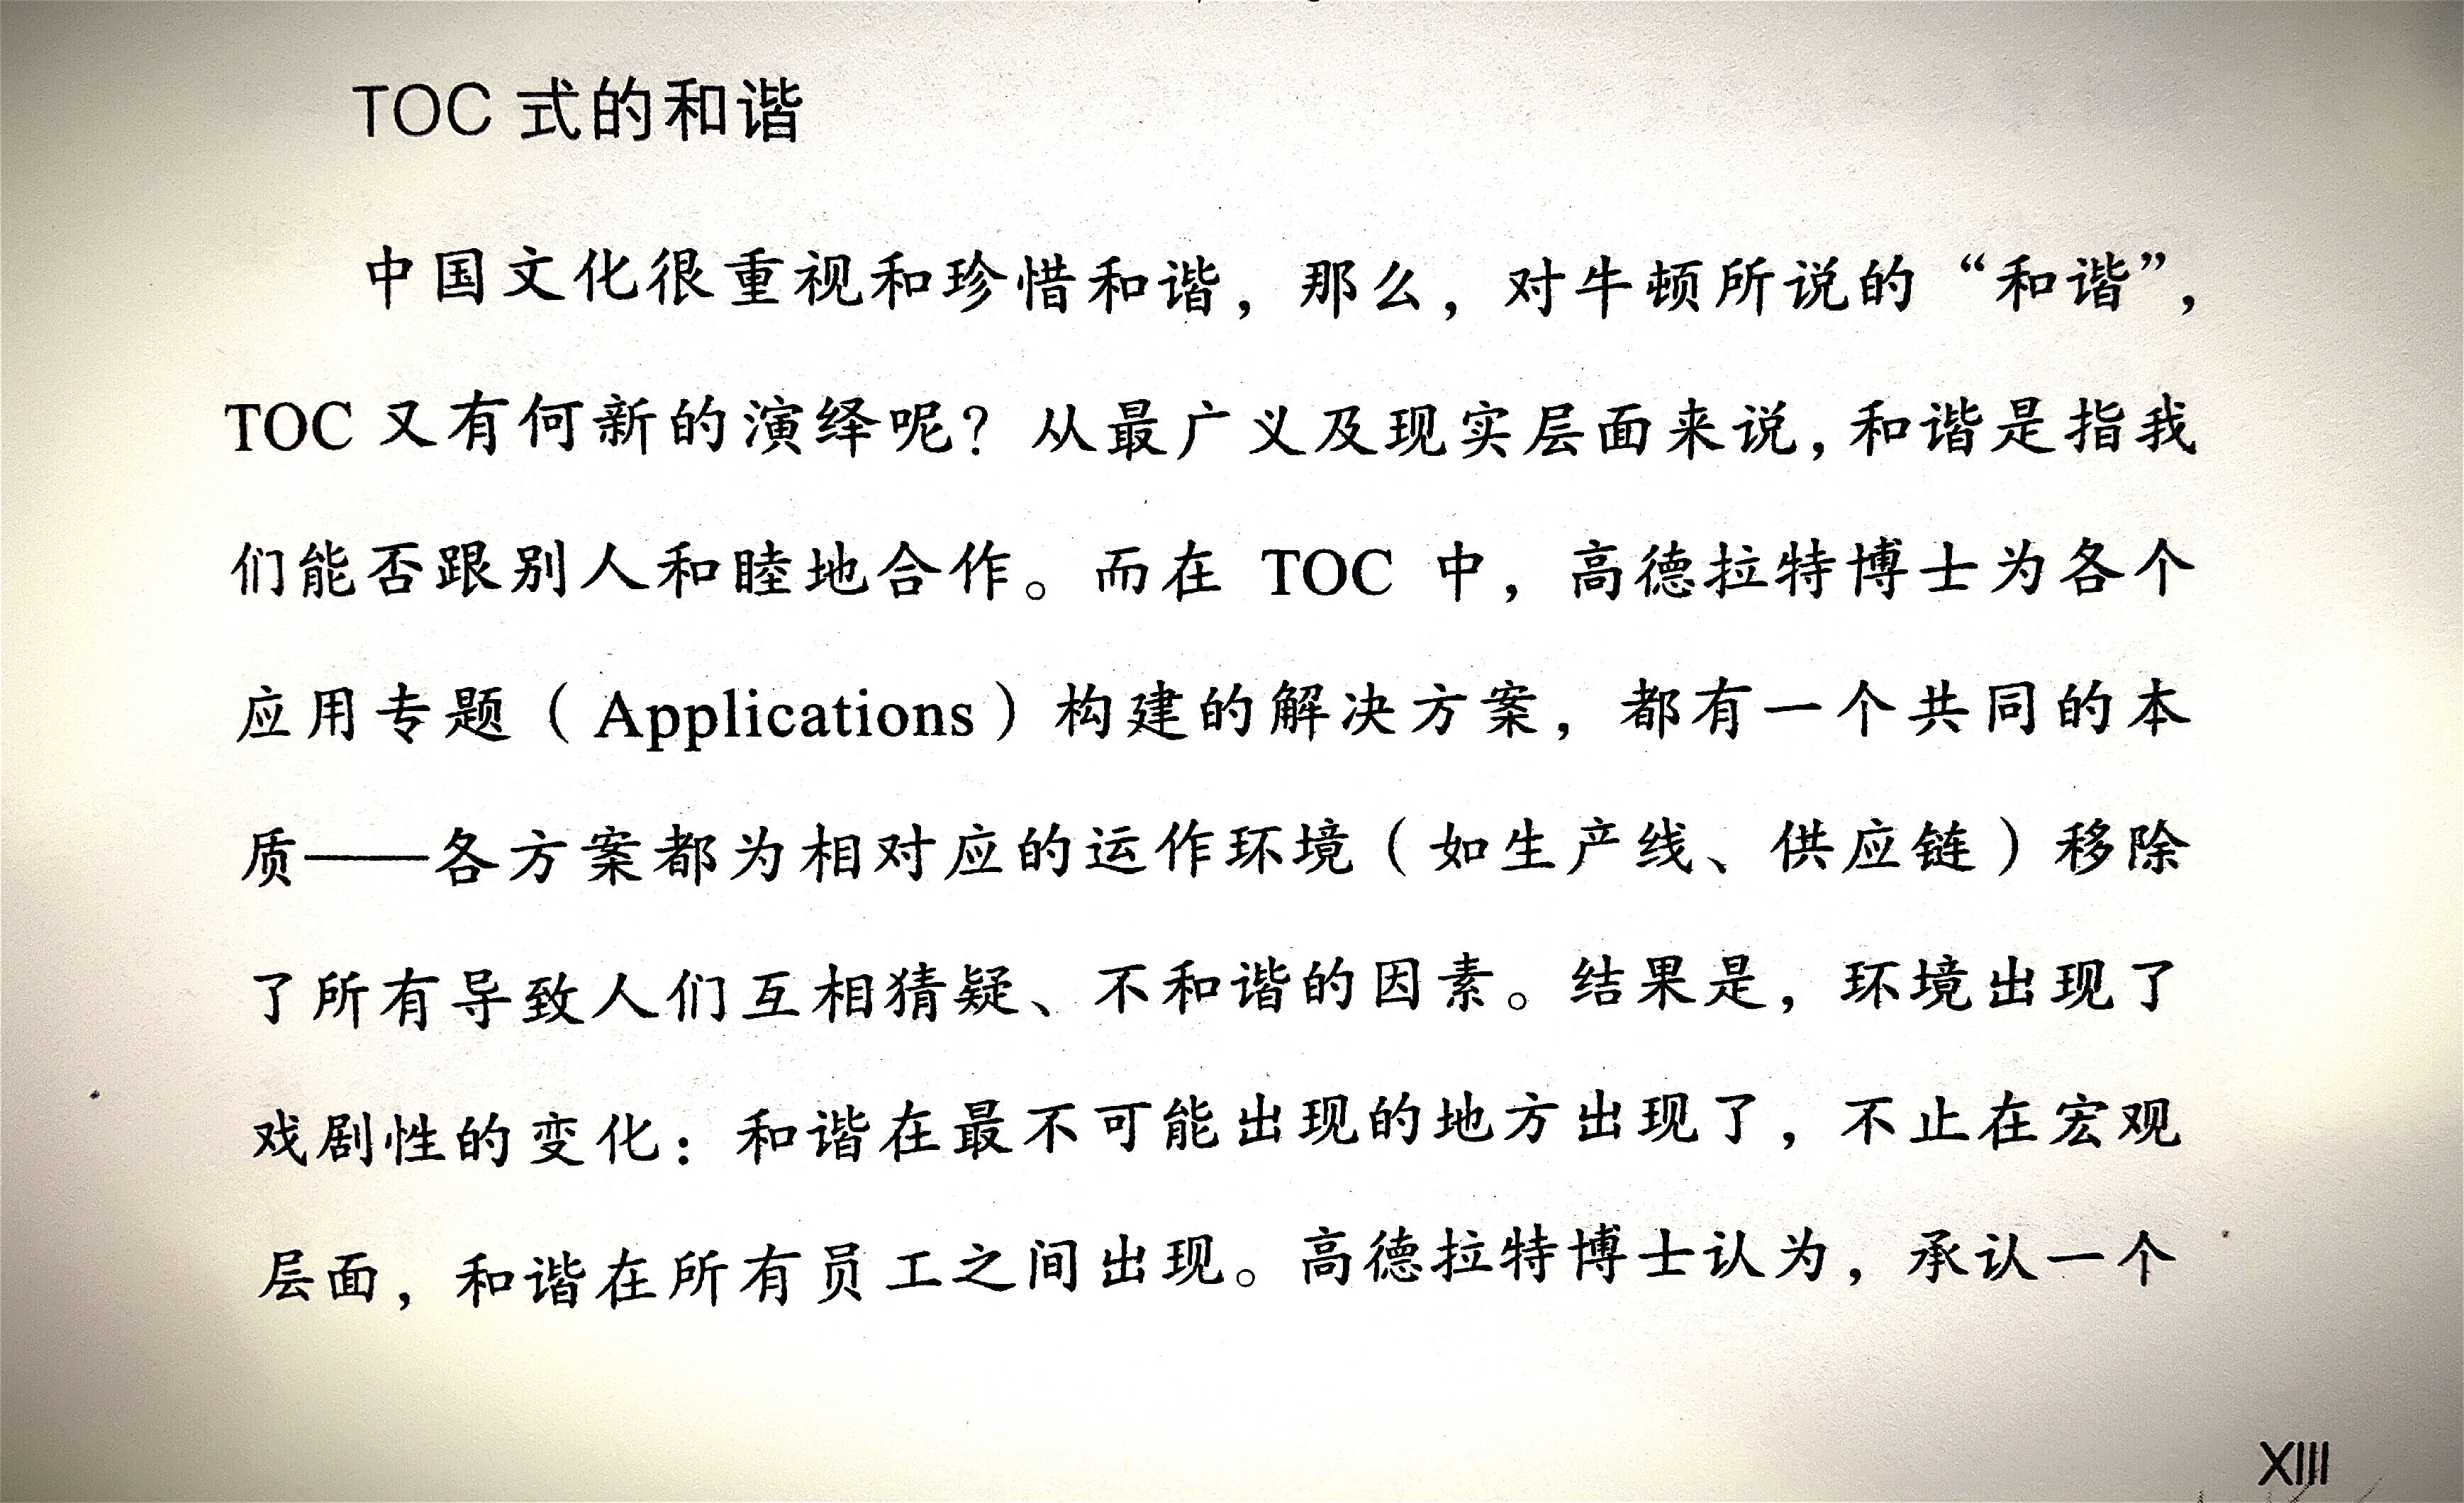 TOC 式的和谐
中国文化很重视和珍惜和谐，那么，对牛顿所说的“和谐”，
TOC 又有何新的演绎呢？从最广义及现实层面来说，和谐是指我
们能否跟别人和睦地合作。而在 TOC 中，高德拉特博士为各个
应用专题（Applications）构建的解决方案，都有一个共同的本
质——各方案都为相对应的运作环境（如生产线、供应链）移除
了所有导致人们互相猜疑、不和谐的因素。结果是，环境出现了
戏剧性的变化：和谐在最不可能出现的地方出现了，不止在宏观
层面，和谐在所有员工之间出现。高德拉特博士认为，承认一个
XIII